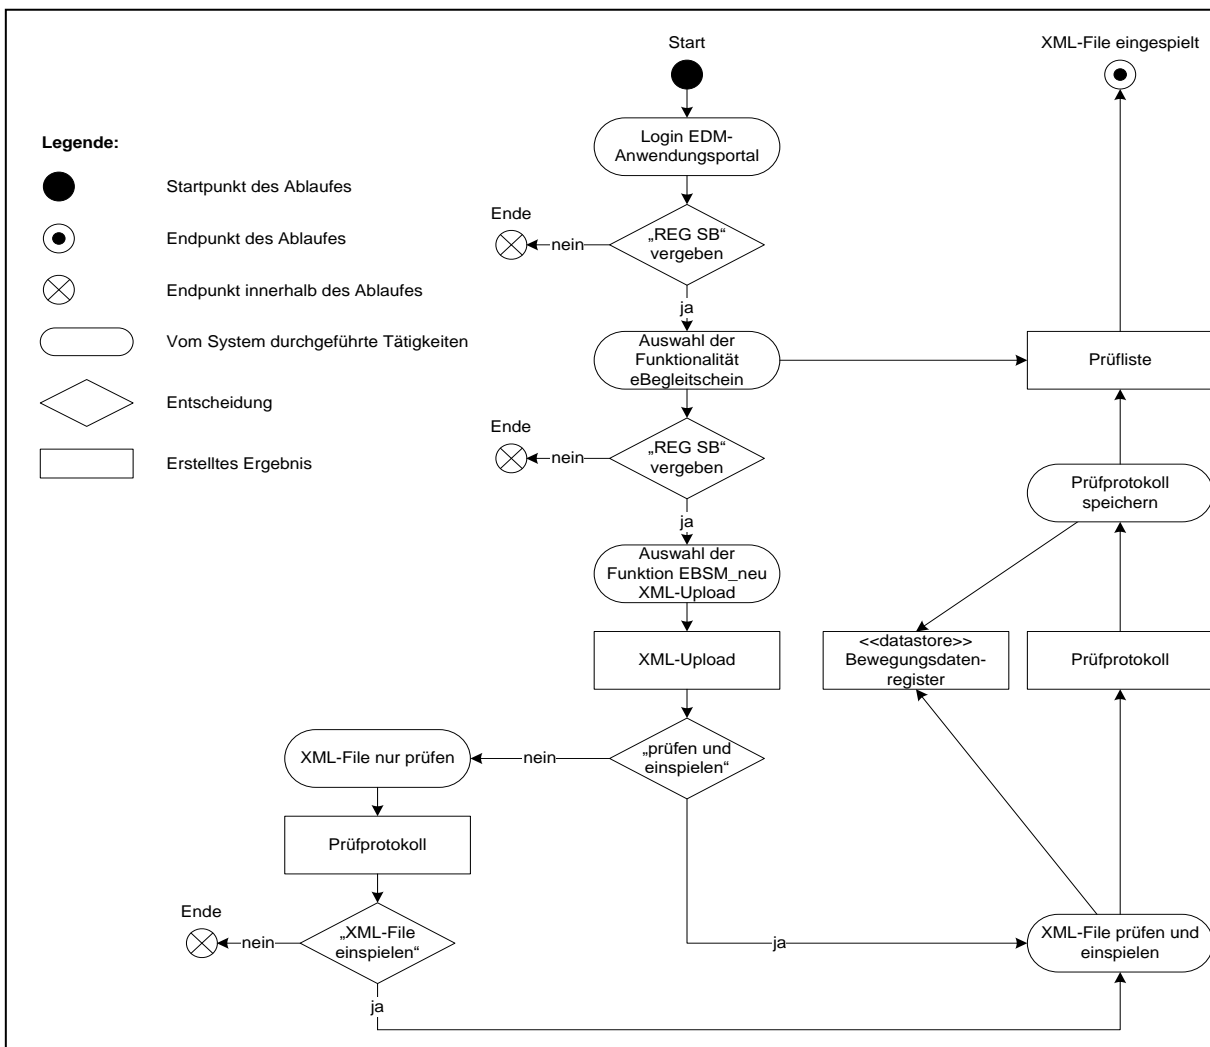 Start
XML-File eingespielt
Legende:
Startpunkt des Ablaufes
Endpunkt des Ablaufes
Endpunkt innerhalb des Ablaufes
Vom System durchgeführte Tätigkeiten
Entscheidung
Erstelltes Ergebnis
Login EDM-
Anwendungsportal
Ende
nein
„REG SB“
vergeben
ja
Auswahl der
Funktionalität
eBegleitschein
Prüfliste
Ende
nein
„REG SB“
vergeben
ja
Prüfprotokoll
speichern
Auswahl der
Funktion EBSM_neu
XML-Upload
XML-Upload
<<datastore>>
Bewegungsdaten-
register
Prüfprotokoll
XML-File nur prüfen
nein
„prüfen und
einspielen“
Prüfprotokoll
Ende
nein
„XML-File
einspielen“
ja
XML-File prüfen und
einspielen
ja